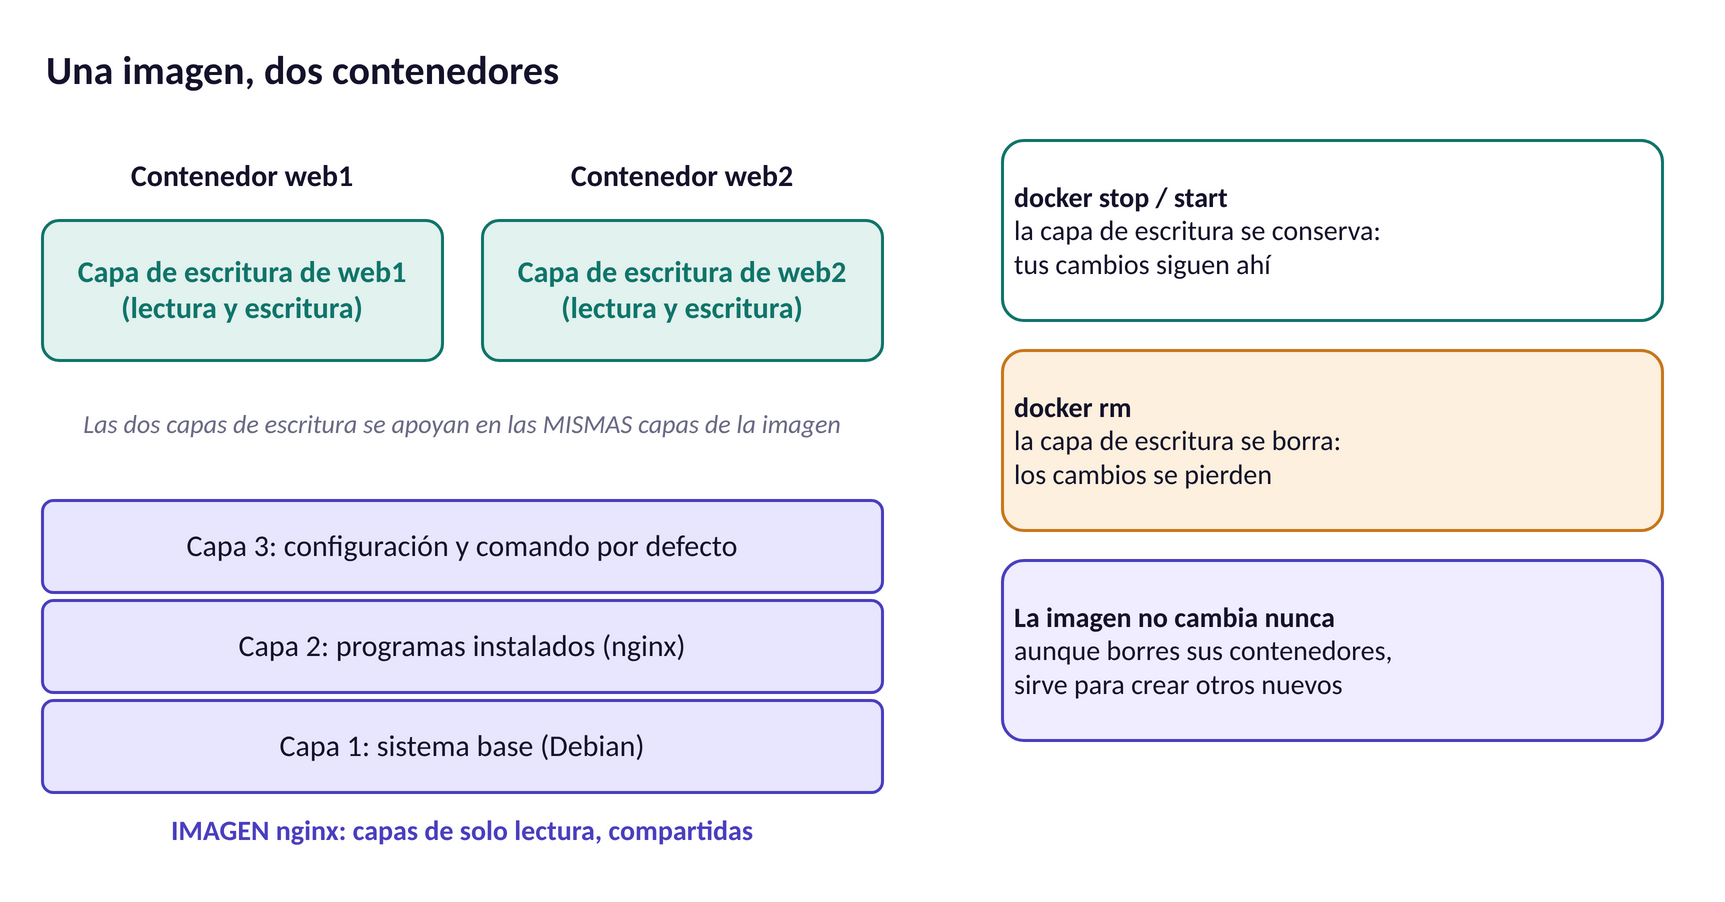 Una imagen, dos contenedores
Contenedor web1
Contenedor web2
Capa de escritura de web1
(lectura y escritura)
Capa de escritura de web2
(lectura y escritura)
Las dos capas de escritura se apoyan en las MISMAS capas de la imagen
Capa 3: configuración y comando por defecto
Capa 2: programas instalados (nginx)
Capa 1: sistema base (Debian)
IMAGEN nginx: capas de solo lectura, compartidas
docker stop / start
la capa de escritura se conserva:
tus cambios siguen ahí
docker rm
la capa de escritura se borra:
los cambios se pierden
La imagen no cambia nunca
aunque borres sus contenedores,
sirve para crear otros nuevos